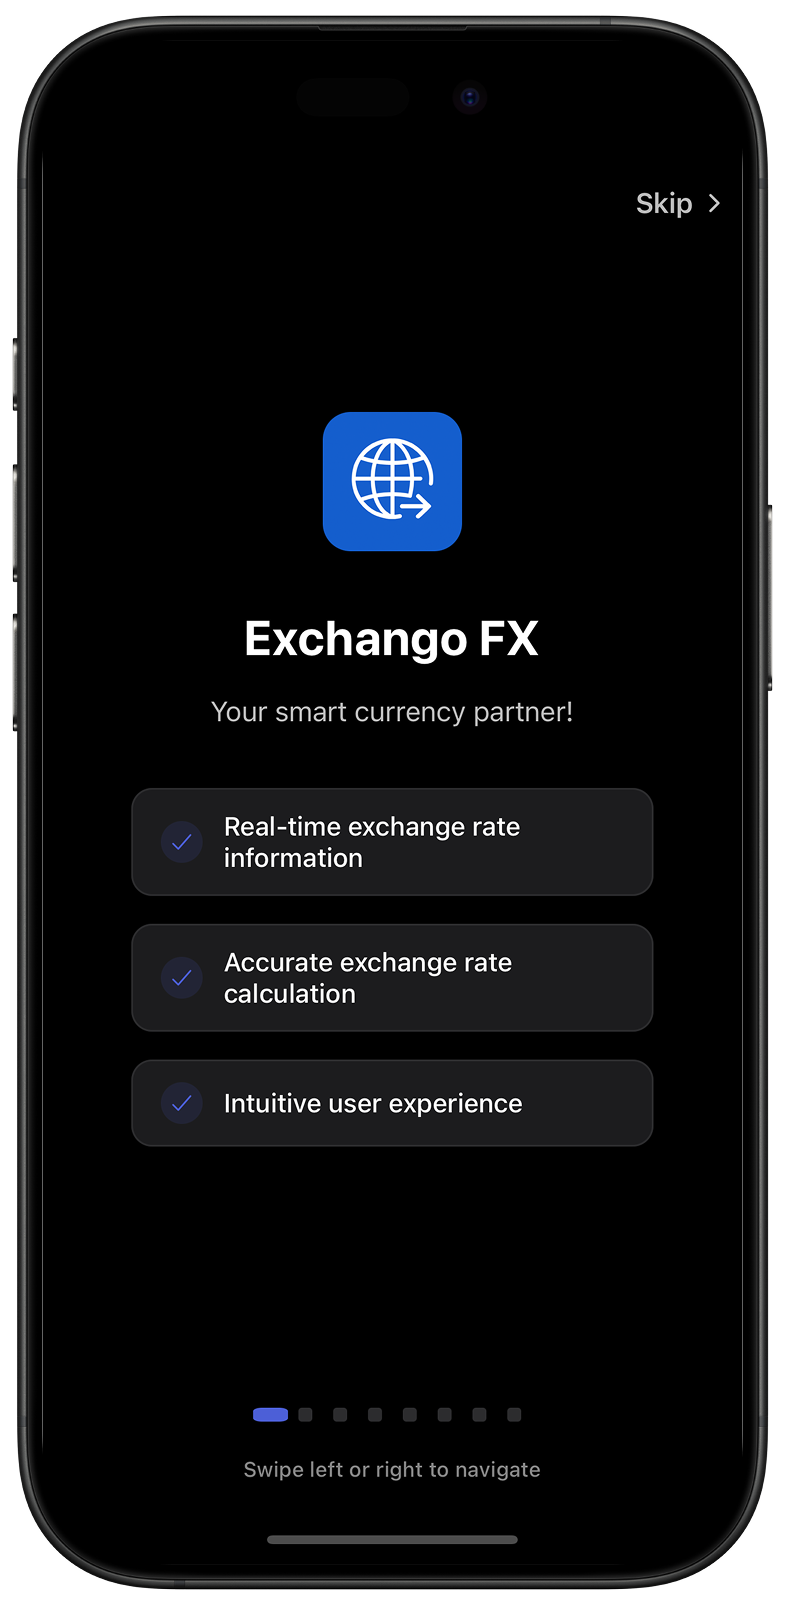 Skip
Exchango FX
Your smart currency partner!
Real-time exchange rate
information
Accurate exchange rate
calculation
Intuitive user experience
Swipe left or right to navigate